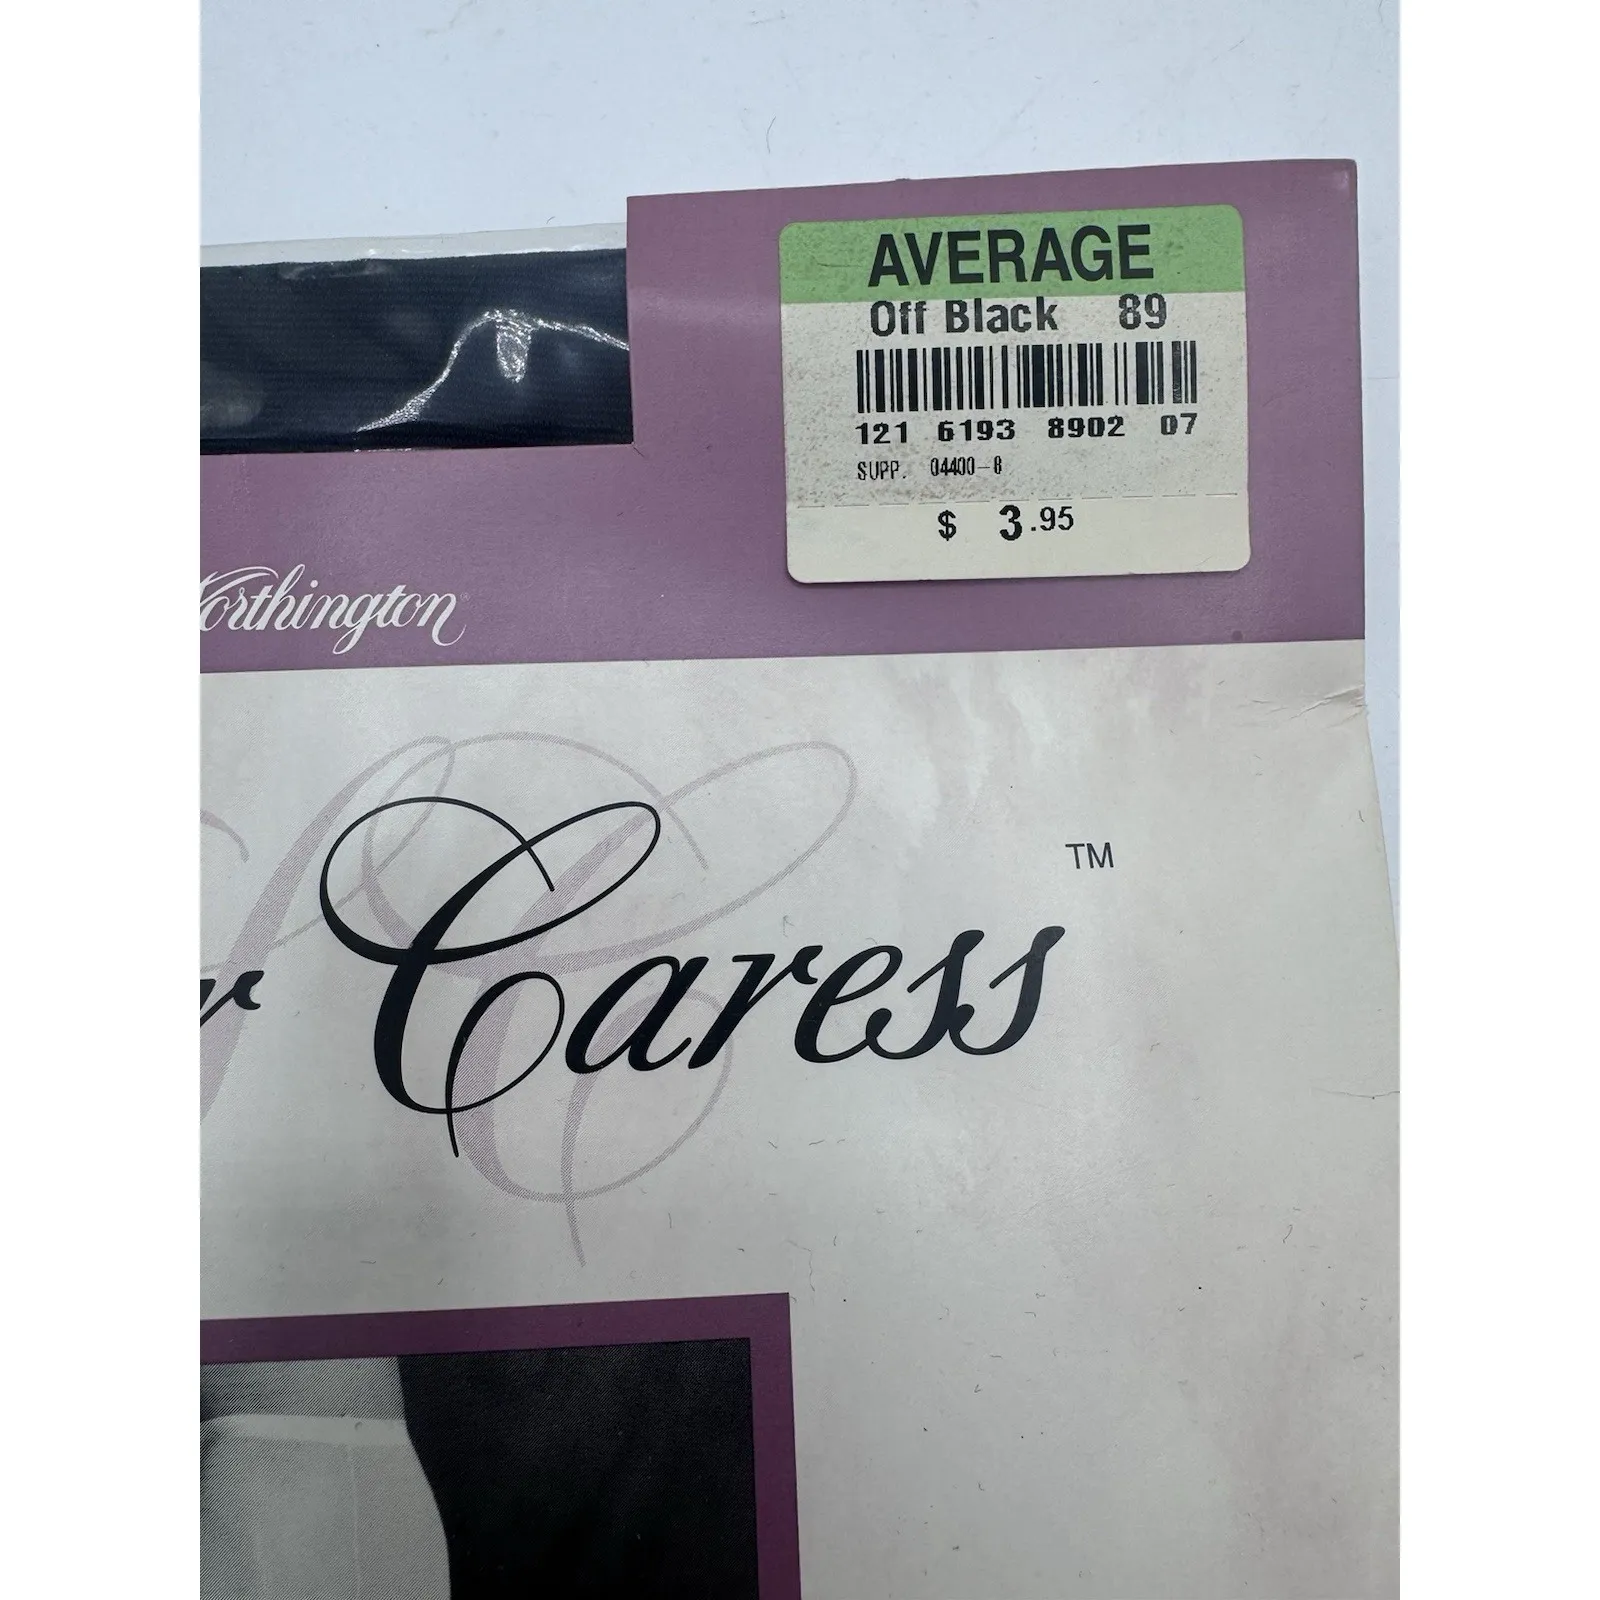 AVERAGE
Off Black 89
121 6193 8902 07
SUPP. 04400-8
$ 3.95
Worthington
Caress ™